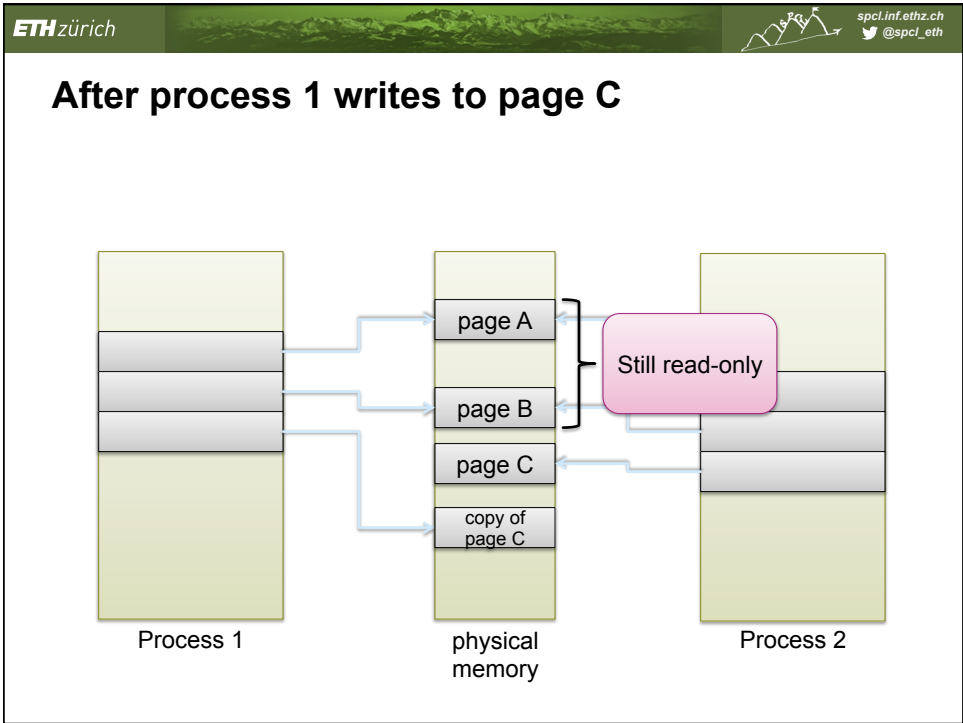 ETH zürich
spcl.inf.ethz.ch
@spcl_eth
After process 1 writes to page C
page A
Still read-only
page B
page C
copy of
page C
Process 1
physical
memory
Process 2